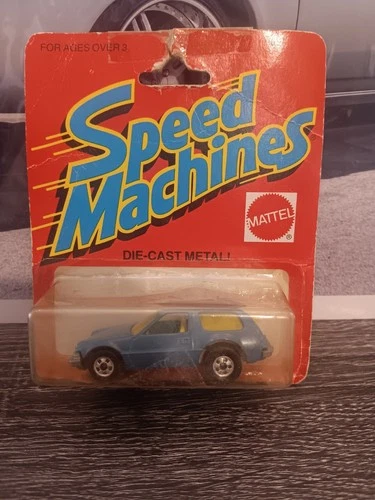 FOR AGES OVER 3
Speed
Machines
MATTEL
®
DIE-CAST METAL!